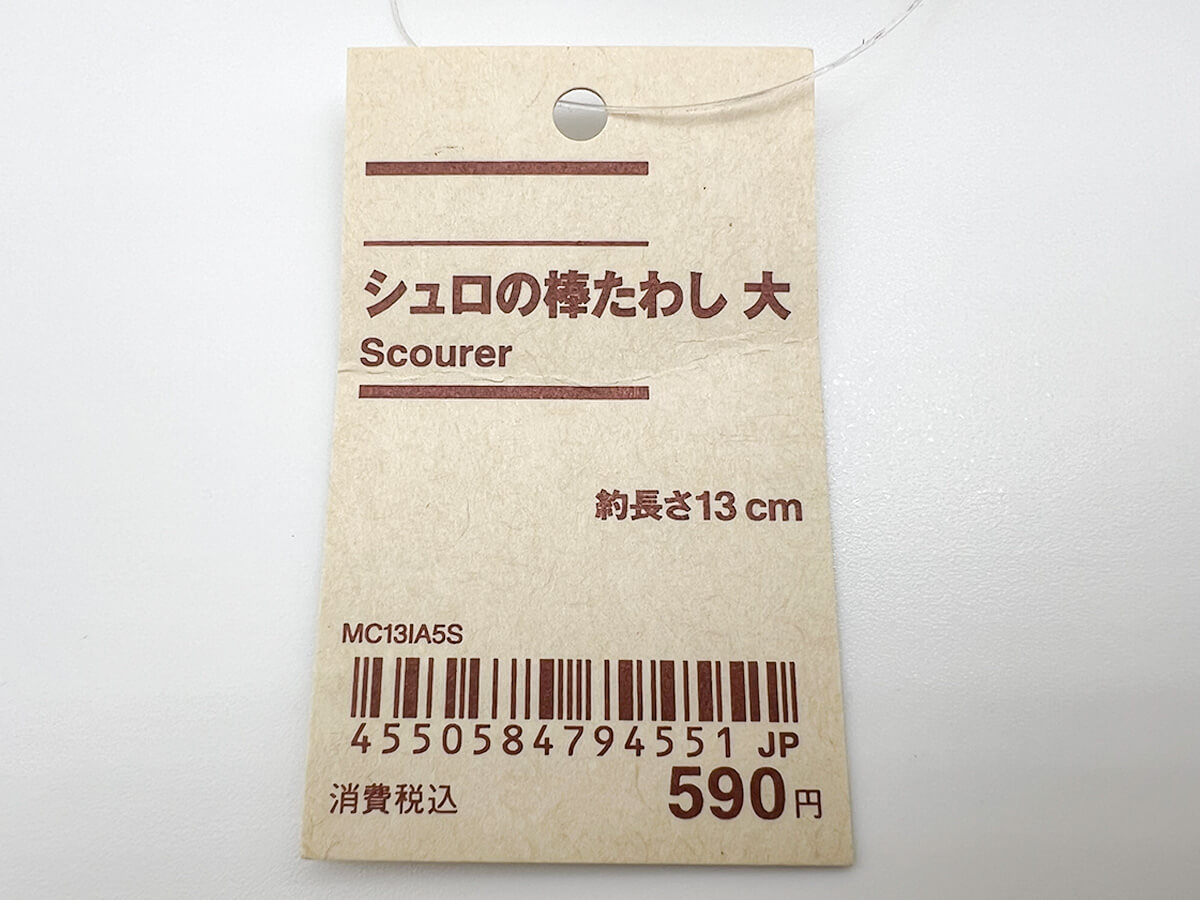 シュロの棒たわし 大
Scourer
約長さ13 cm
MC13IA5S
4550584794551 JP
消費税込 590円